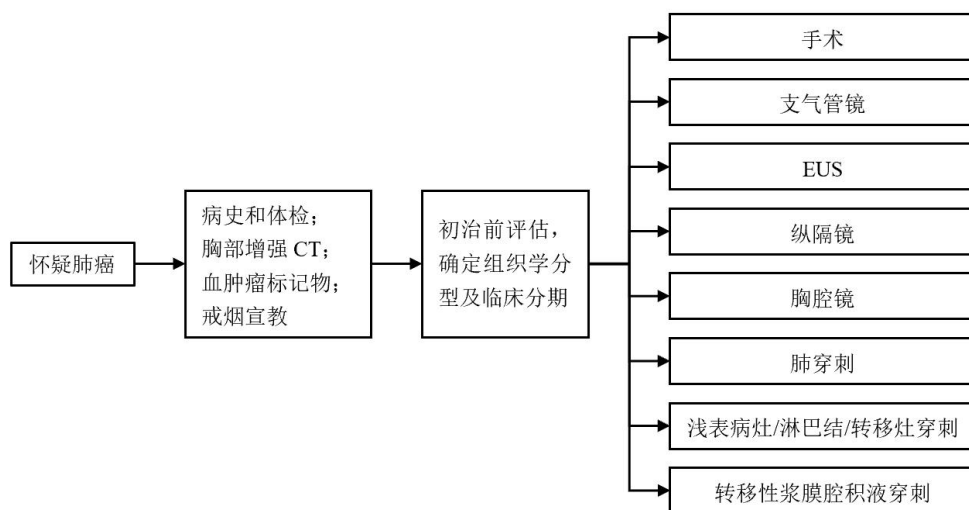 怀疑肺癌
病史和体检；
胸部增强 CT；
血肿瘤标记物；
戒烟宣教
初治前评估，
确定组织学分
型及临床分期
手术
支气管镜
EUS
纵隔镜
胸腔镜
肺穿刺
浅表病灶/淋巴结/转移灶穿刺
转移性浆膜腔积液穿刺